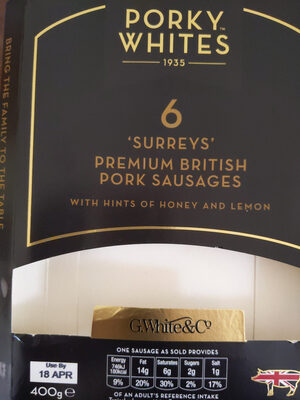 BRING THE FAMILY TO THE TABLE
PORKY
WHITES™
1935
6
'SURREYS'
PREMIUM BRITISH
PORK SAUSAGES
WITH HINTS OF HONEY AND LEMON
G.White&Co
ONE SAUSAGE AS SOLD PROVIDES
Use By
18 APR
400g e
Energy Fat Saturates Sugars Salt
14g 6g 2g 1g
9% 20% 30% 2% 17%
OF AN ADULT'S REFERENCE INTAKE